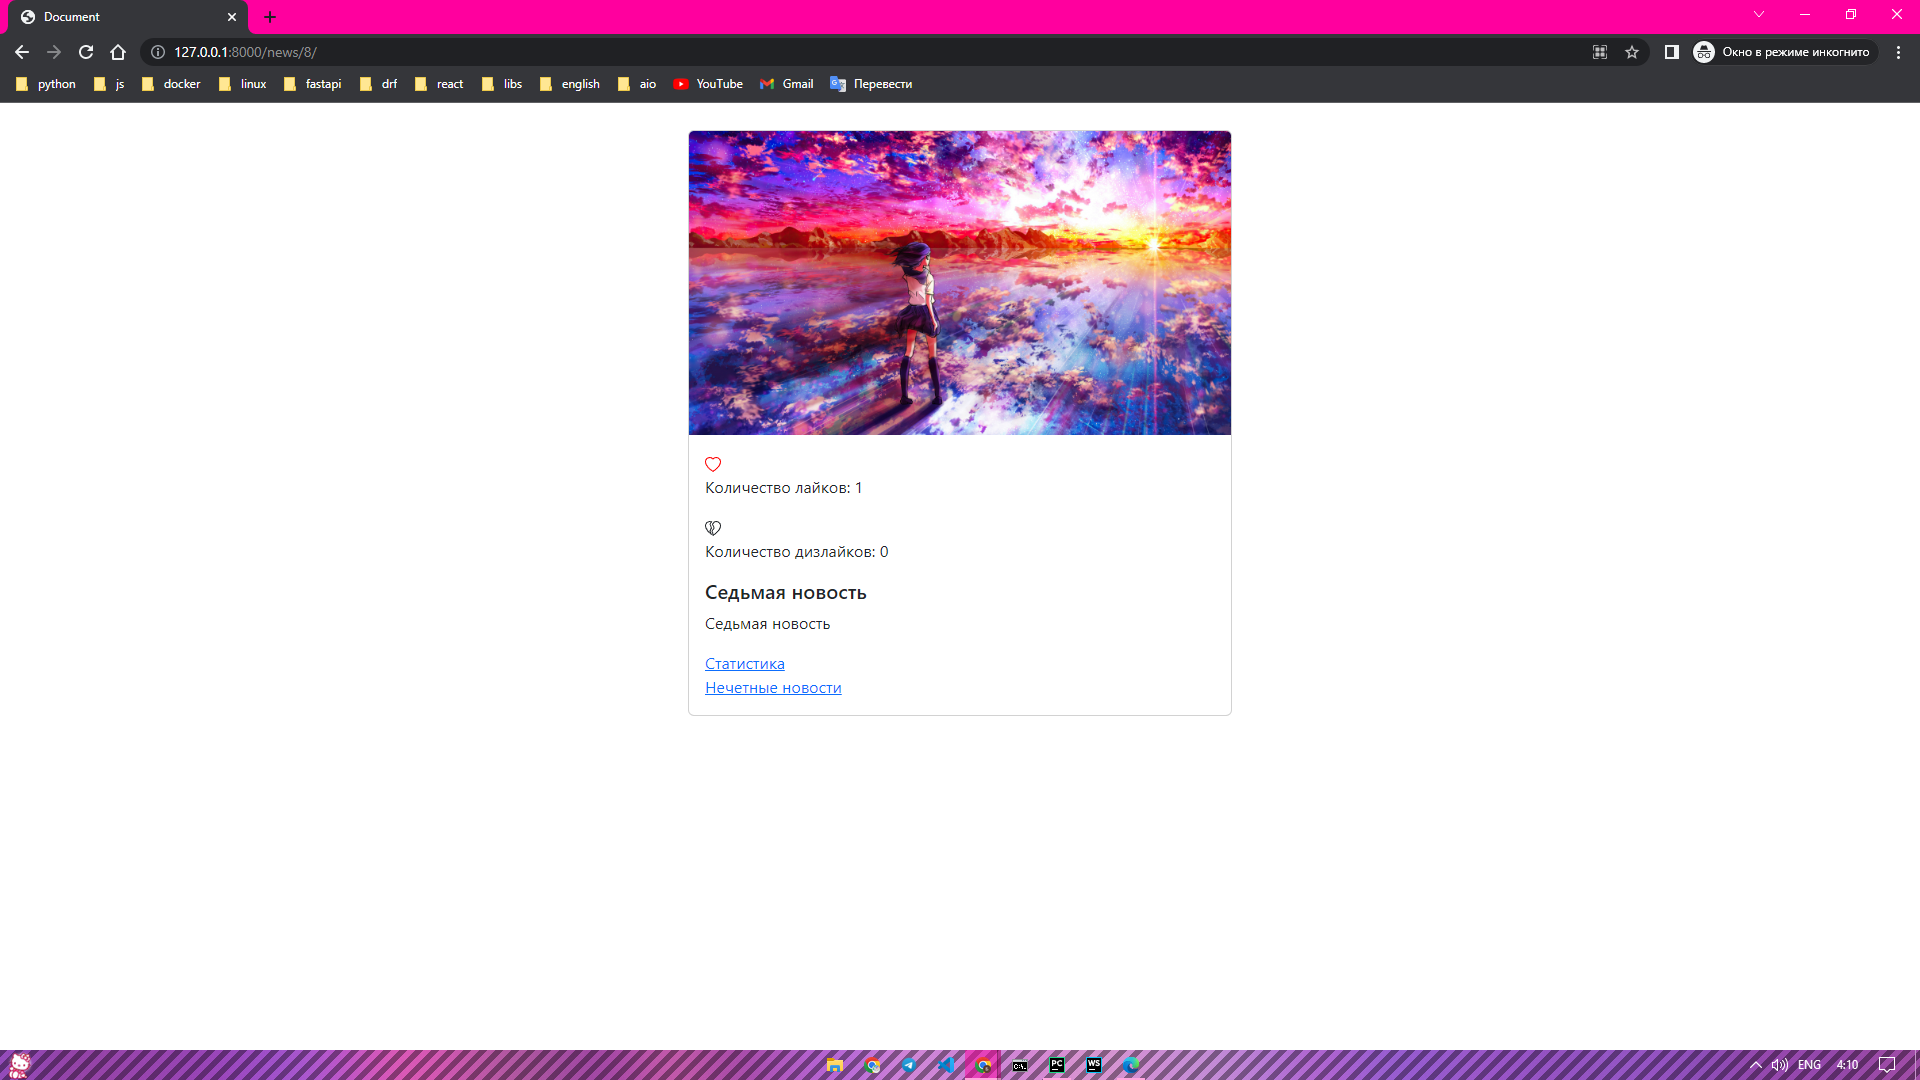 Document
127.0.0.1:8000/news/8/
Окно в режиме инкогнито
python js docker linux fastapi drf react libs english aio YouTube Gmail Перевести
Количество лайков: 1
Количество дизлайков: 0
Седьмая новость
Седьмая новость
Статистика
Нечетные новости
PC WS
ENG 4:10